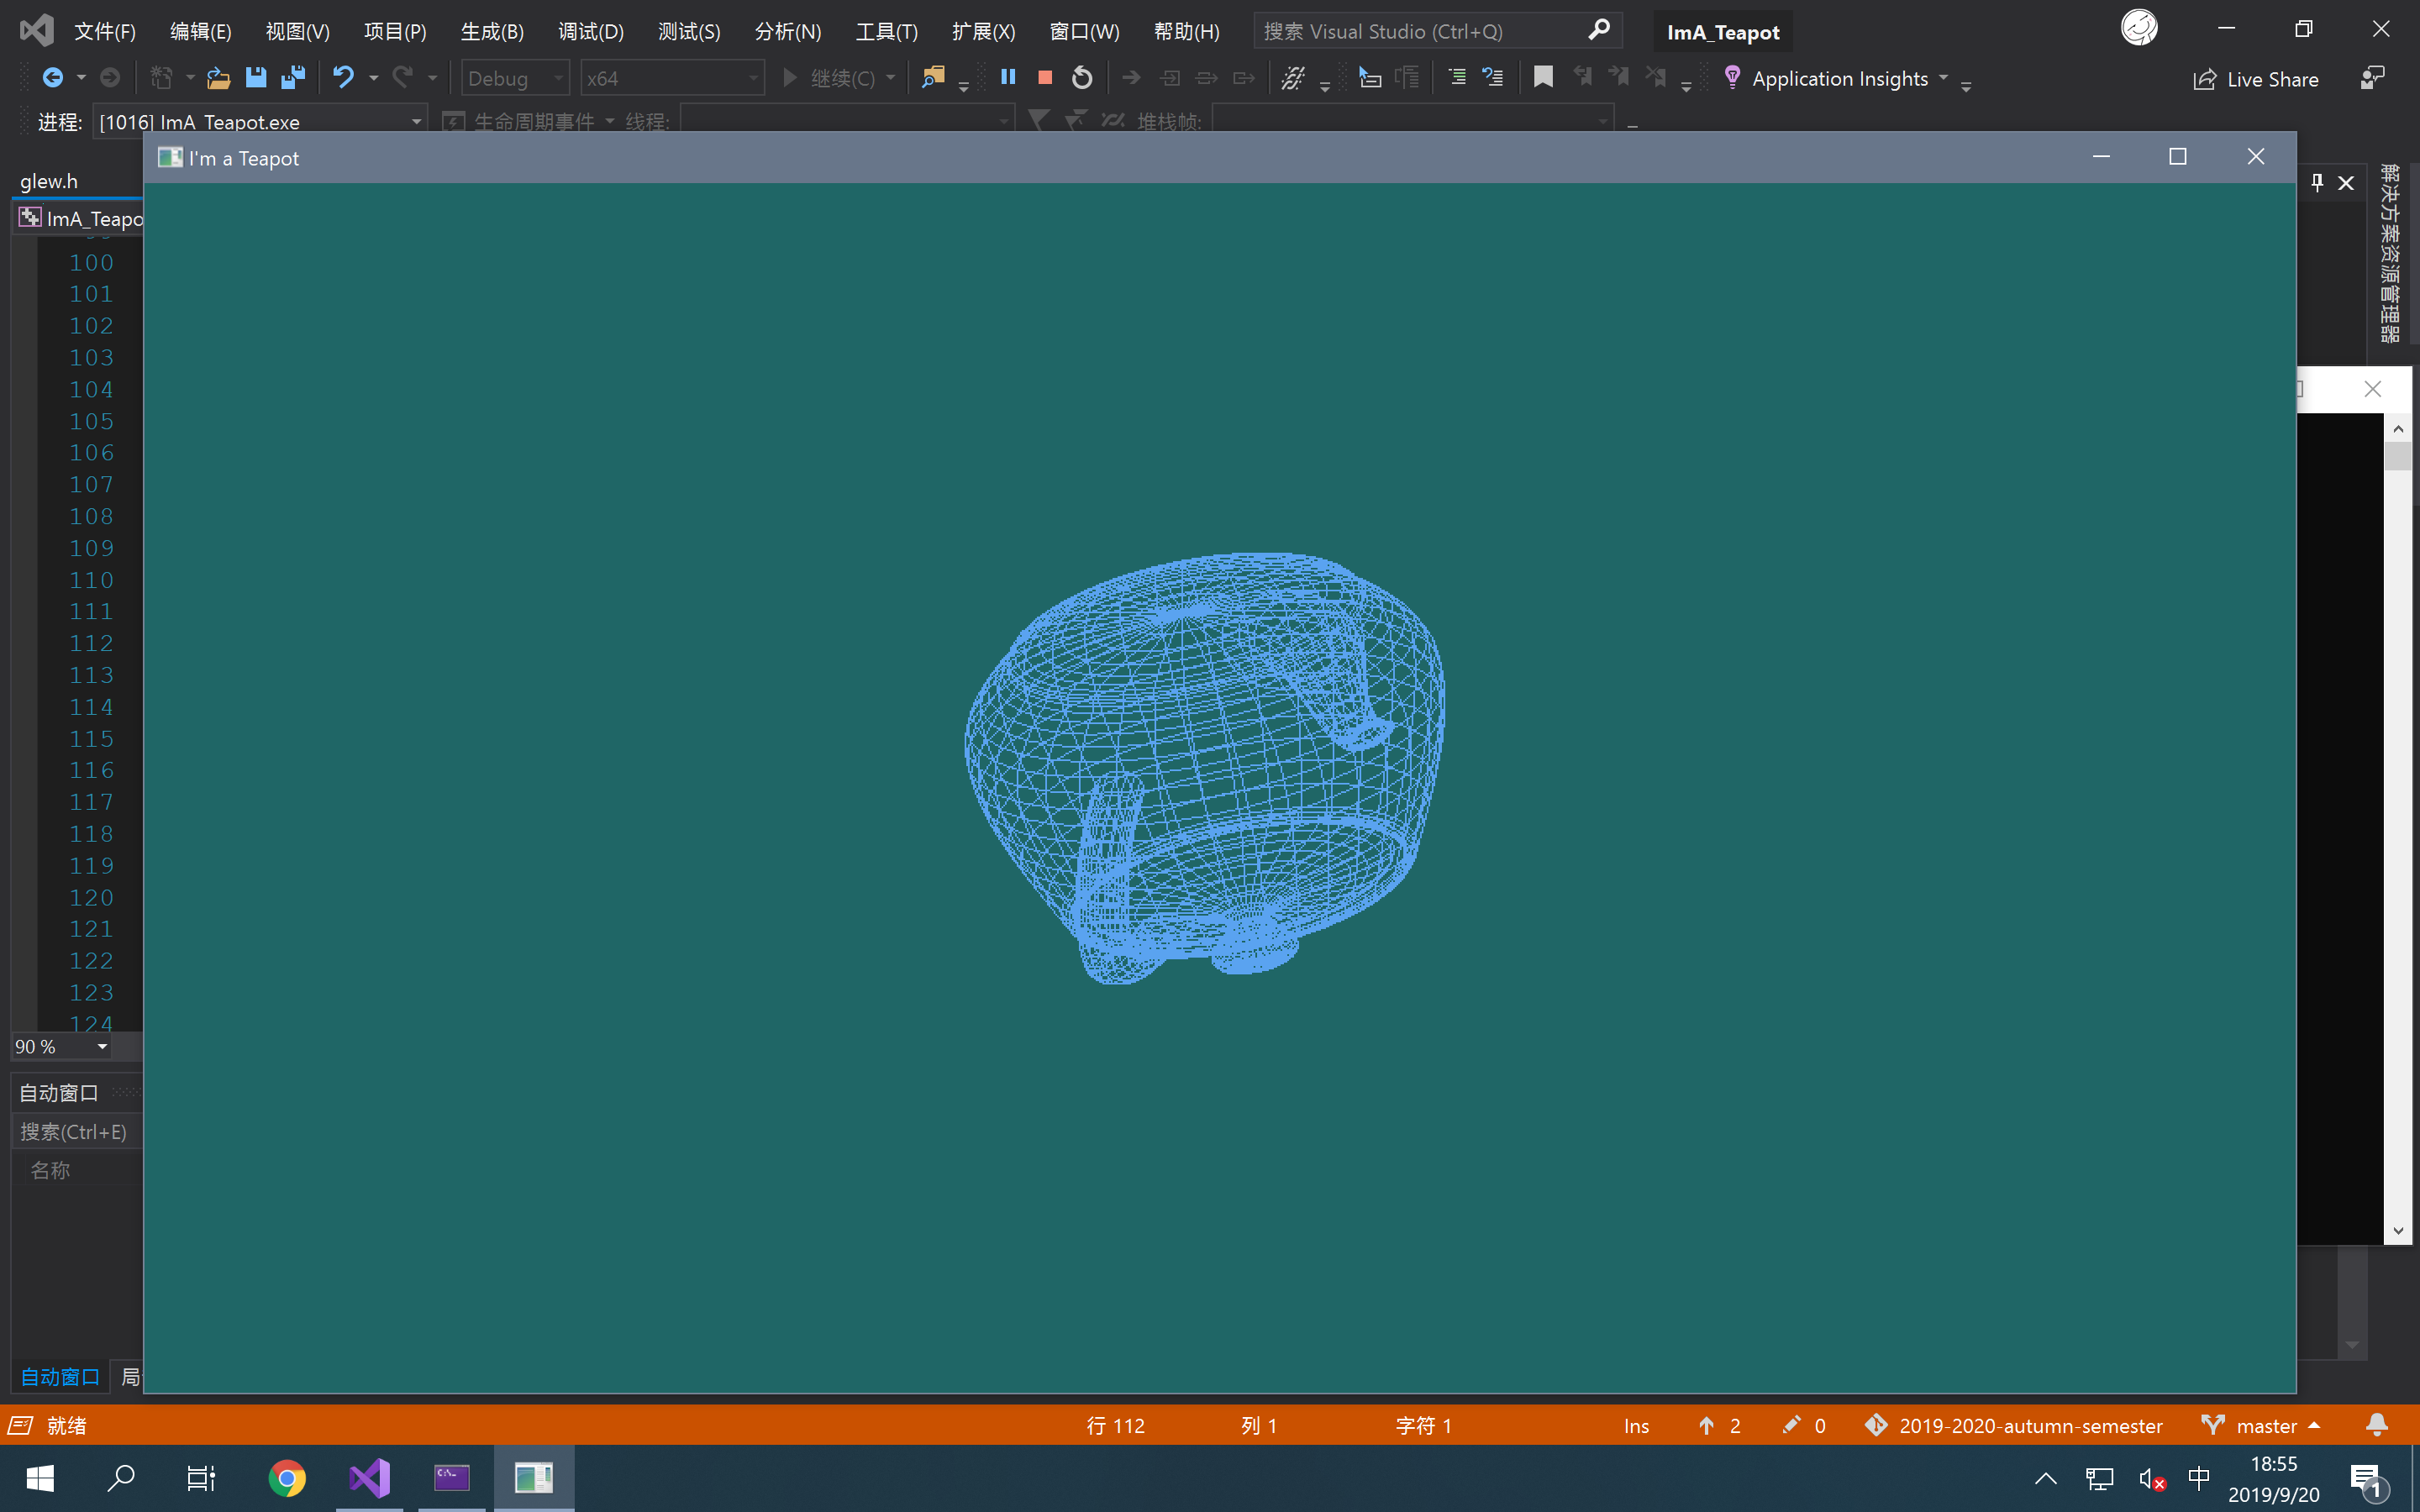 文件(F) 编辑(E) 视图(V) 项目(P) 生成(B) 调试(D) 测试(S) 分析(N) 工具(T) 扩展(X) 窗口(W) 帮助(H) 搜索 Visual Studio (Ctrl+Q) ImA_Teapot
Debug x64 继续(C) Application Insights Live Share
进程: [1016] ImA_Teapot.exe 生命周期事件 线程: 堆栈帧:
I'm a Teapot
glew.h
解决方案资源管理器
ImA_Teapo
100
101
102
103
104
105
106
107
108
109
110
111
112
113
114
115
116
117
118
119
120
121
122
123
124
90 %
自动窗口
搜索(Ctrl+E)
名称
自动窗口 局
就绪 行 112 列 1 字符 1 Ins 2 0 2019-2020-autumn-semester master
中 18:55
2019/9/20
1